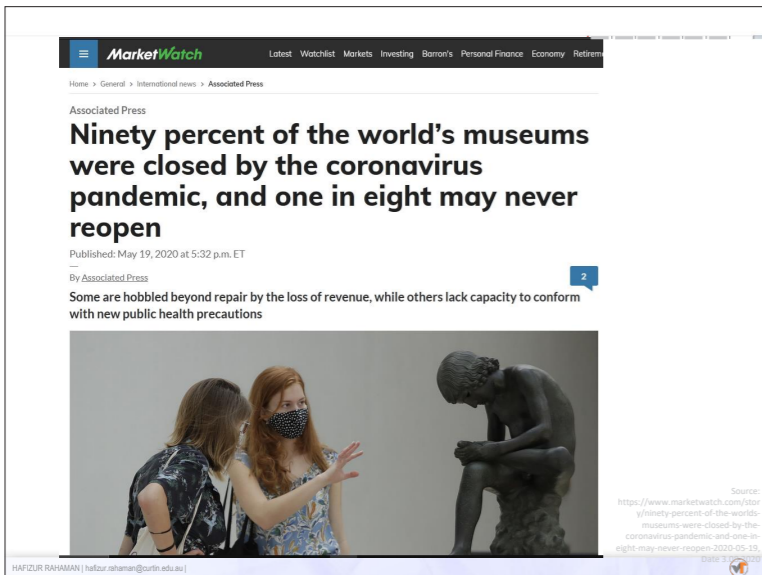 MarketWatch
Latest Watchlist Markets Investing Barron's Personal Finance Economy Retirem
Home > General > International news > Associated Press
Associated Press
Ninety percent of the world's museums
were closed by the coronavirus
pandemic, and one in eight may never
reopen
Published: May 19, 2020 at 5:32 p.m. ET
By Associated Press
2
Some are hobbled beyond repair by the loss of revenue, while others lack capacity to conform
with new public health precautions
Source:
https://www.marketwatch.com/stor
y/ninety-percent-of-the-worlds-
museums-were-closed-by-the-
coronavirus-pandemic-and-one-in-
eight-may-never-reopen-2020-05-19,
HAFIZUR RAHAMAN | hafizur.rahaman@curtin.edu.au |